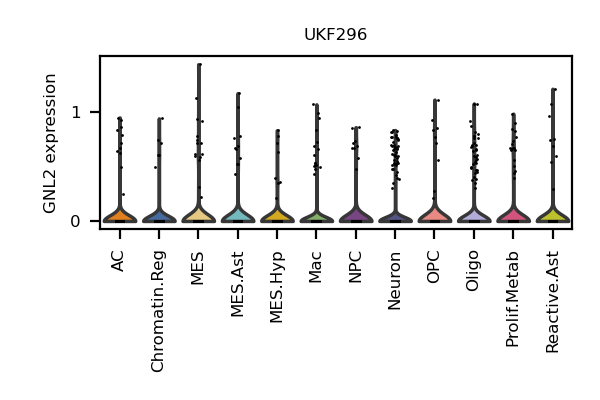 UKF296
GNL2 expression
1
0
AC
Chromatin.Reg
MES
MES.Ast
MES.Hyp
Mac
NPC
Neuron
OPC
Oligo
Prolif.Metab
Reactive.Ast